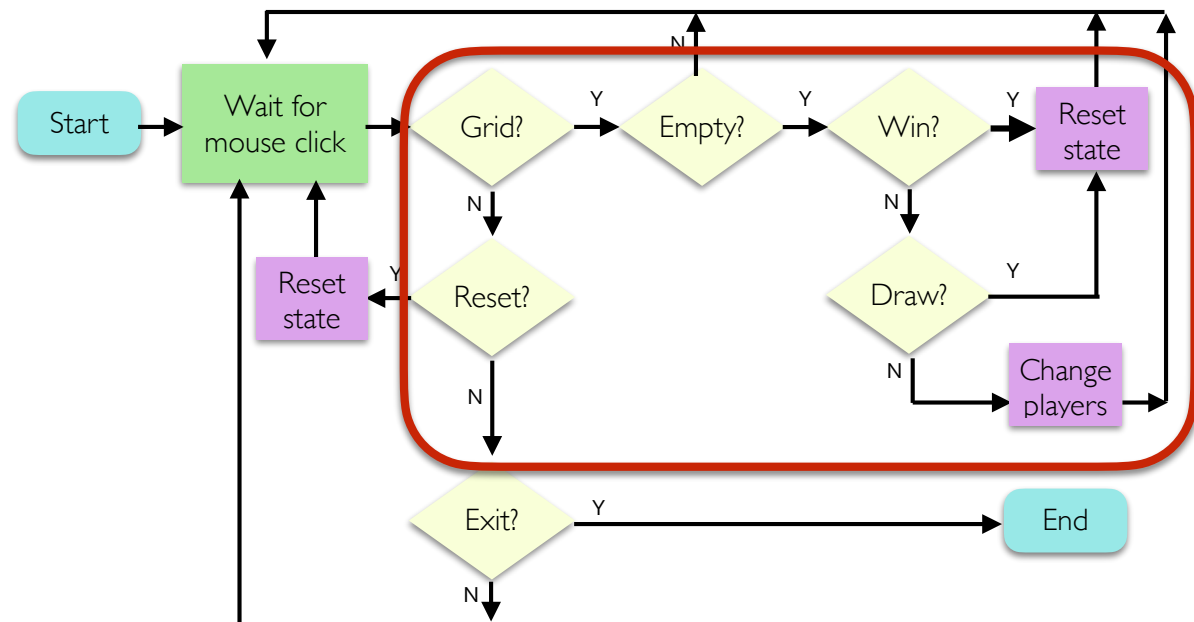 N
Start
Wait for
mouse click
Grid?
Y
Empty?
Y
Win?
Y
Reset
state
N
N
Reset
state
Y
Reset?
Draw?
Y
N
N
Change
players
Exit?
Y
End
N